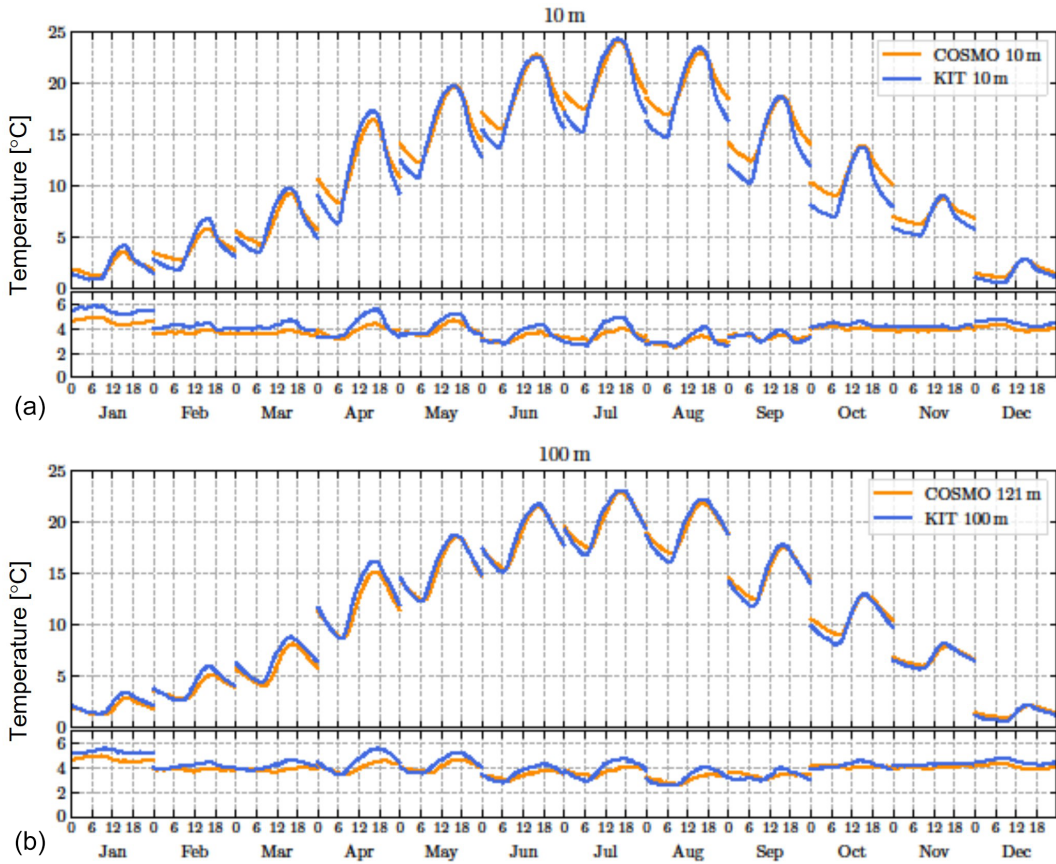 10 m
25
COSMO 10 m
KIT 10 m
20
15
10
5
0
Temperature [°C]
6
4
2
0
0 6 12 18 0 6 12 18 0 6 12 18 0 6 12 18 0 6 12 18 0 6 12 18 0 6 12 18 0 6 12 18 0 6 12 18 0 6 12 18 0 6 12 18 0 6 12 18
(a) Jan Feb Mar Apr May Jun Jul Aug Sep Oct Nov Dec
100 m
25
COSMO 121 m
KIT 100 m
20
15
10
5
0
Temperature [°C]
6
4
2
0
0 6 12 18 0 6 12 18 0 6 12 18 0 6 12 18 0 6 12 18 0 6 12 18 0 6 12 18 0 6 12 18 0 6 12 18 0 6 12 18 0 6 12 18 0 6 12 18
(b) Jan Feb Mar Apr May Jun Jul Aug Sep Oct Nov Dec